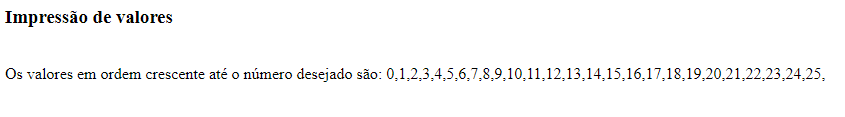 Impressão de valores
Os valores em ordem crescente até o número desejado são: 0,1,2,3,4,5,6,7,8,9,10,11,12,13,14,15,16,17,18,19,20,21,22,23,24,25,